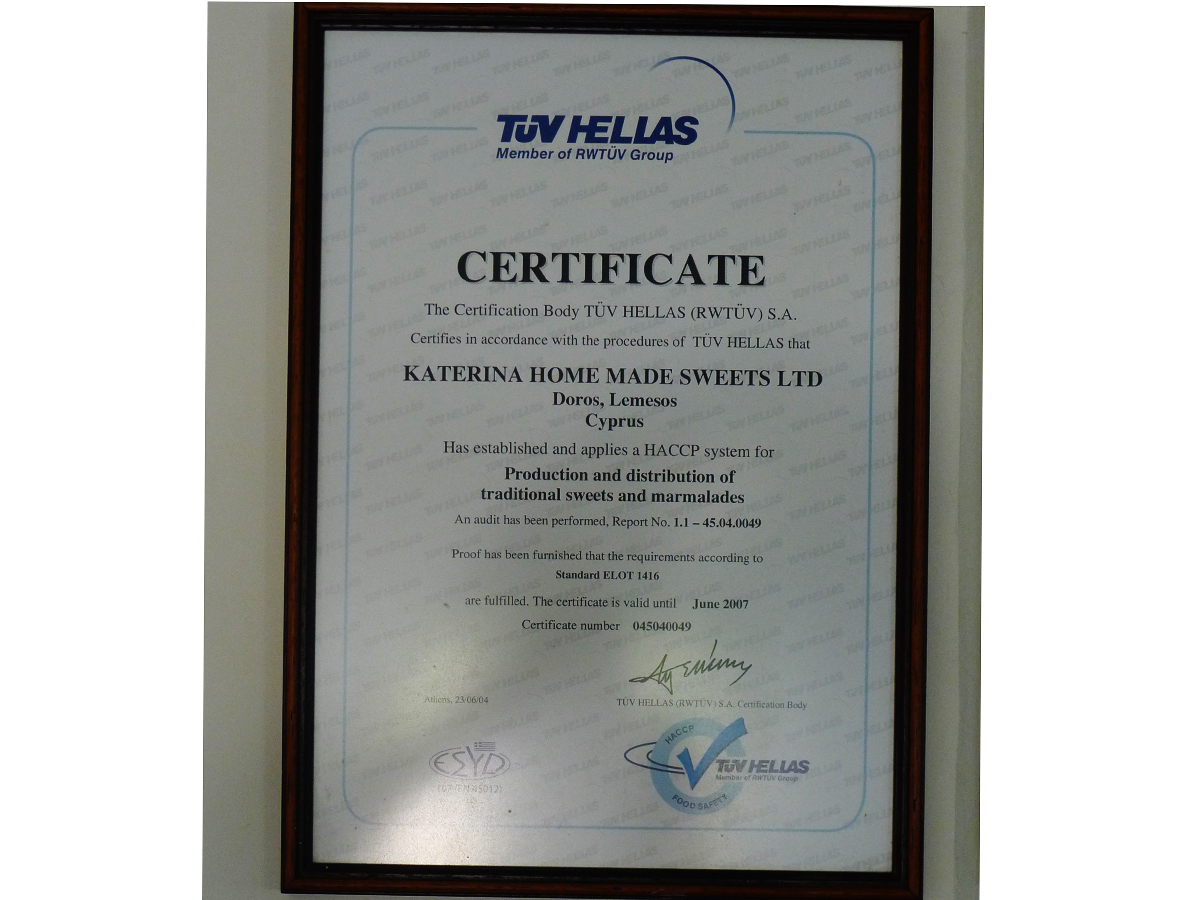 TÜV HELLAS
Member of RWTÜV Group
CERTIFICATE
The Certification Body TÜV HELLAS (RWTÜV) S.A.
Certifies in accordance with the procedures of TÜV HELLAS that
KATERINA HOME MADE SWEETS LTD
Doros, Lemesos
Cyprus
Has established and applies a HACCP system for
Production and distribution of
traditional sweets and marmalades
An audit has been performed, Report No. 1.1 – 45.04.0049
Proof has been furnished that the requirements according to
Standard ELOT 1416
are fulfilled. The certificate is valid until June 2007
Certificate number 045040049
Athens, 23/06/04
TÜV HELLAS (RWTÜV) S.A. Certification Body
ESYD
HACCP
TÜV HELLAS
Member of RWTÜV Group
FOOD SAFETY